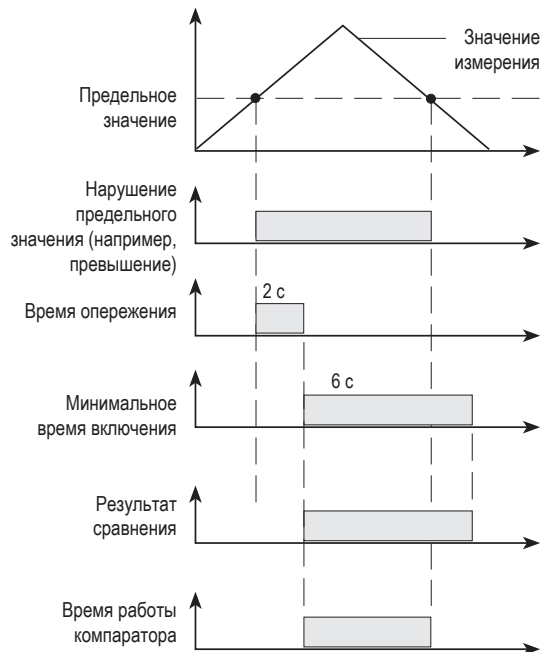 Значение
измерения
Предельное
значение
Нарушение
предельного
значения (например,
превышение)
Время опережения
2 с
Минимальное
время включения
6 с
Результат
сравнения
Время работы
компаратора